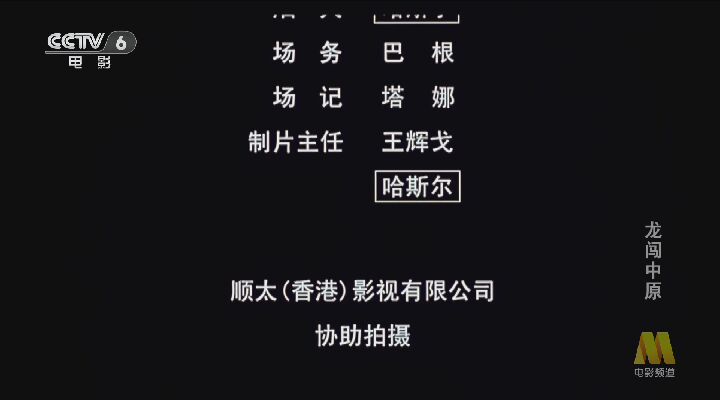 CCTV 6
电影
场务 巴根
场记 塔娜
制片主任 王辉戈
哈斯尔
顺太(香港)影视有限公司
协助拍摄
龙闯中原
电影频道